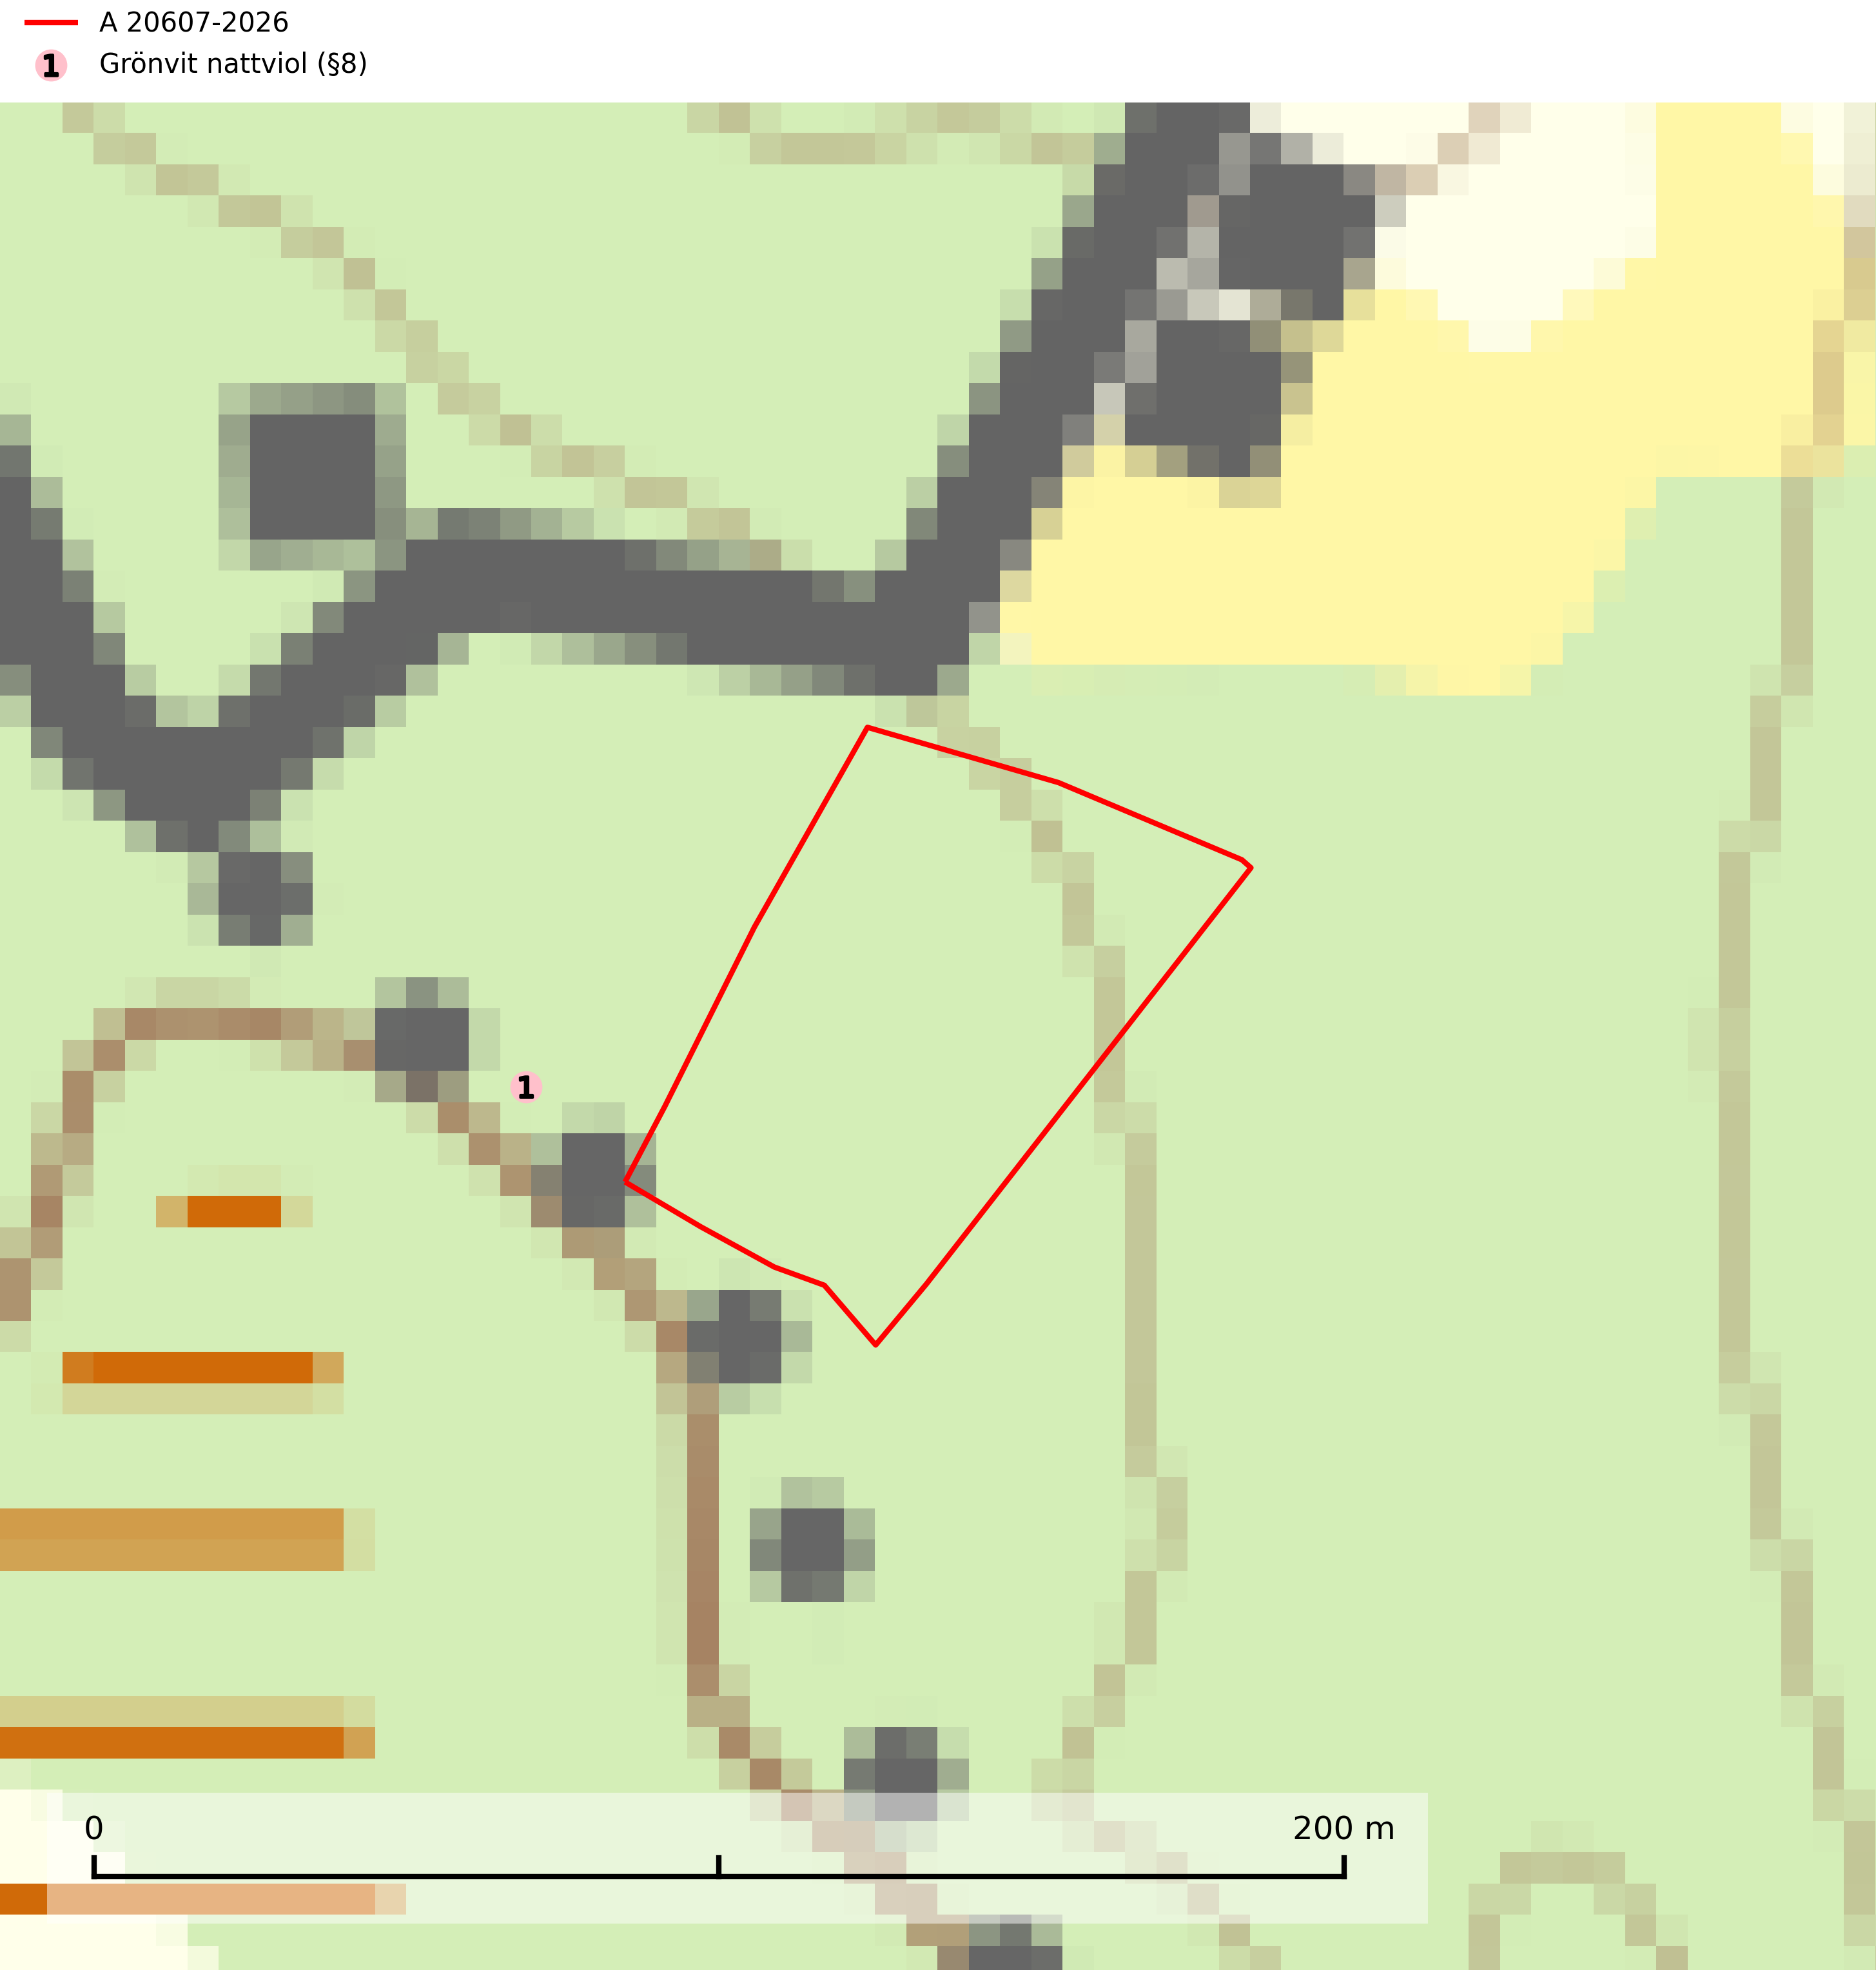 A 20607-2026
1 Grönvit nattviol (§8)
1
0 200 m